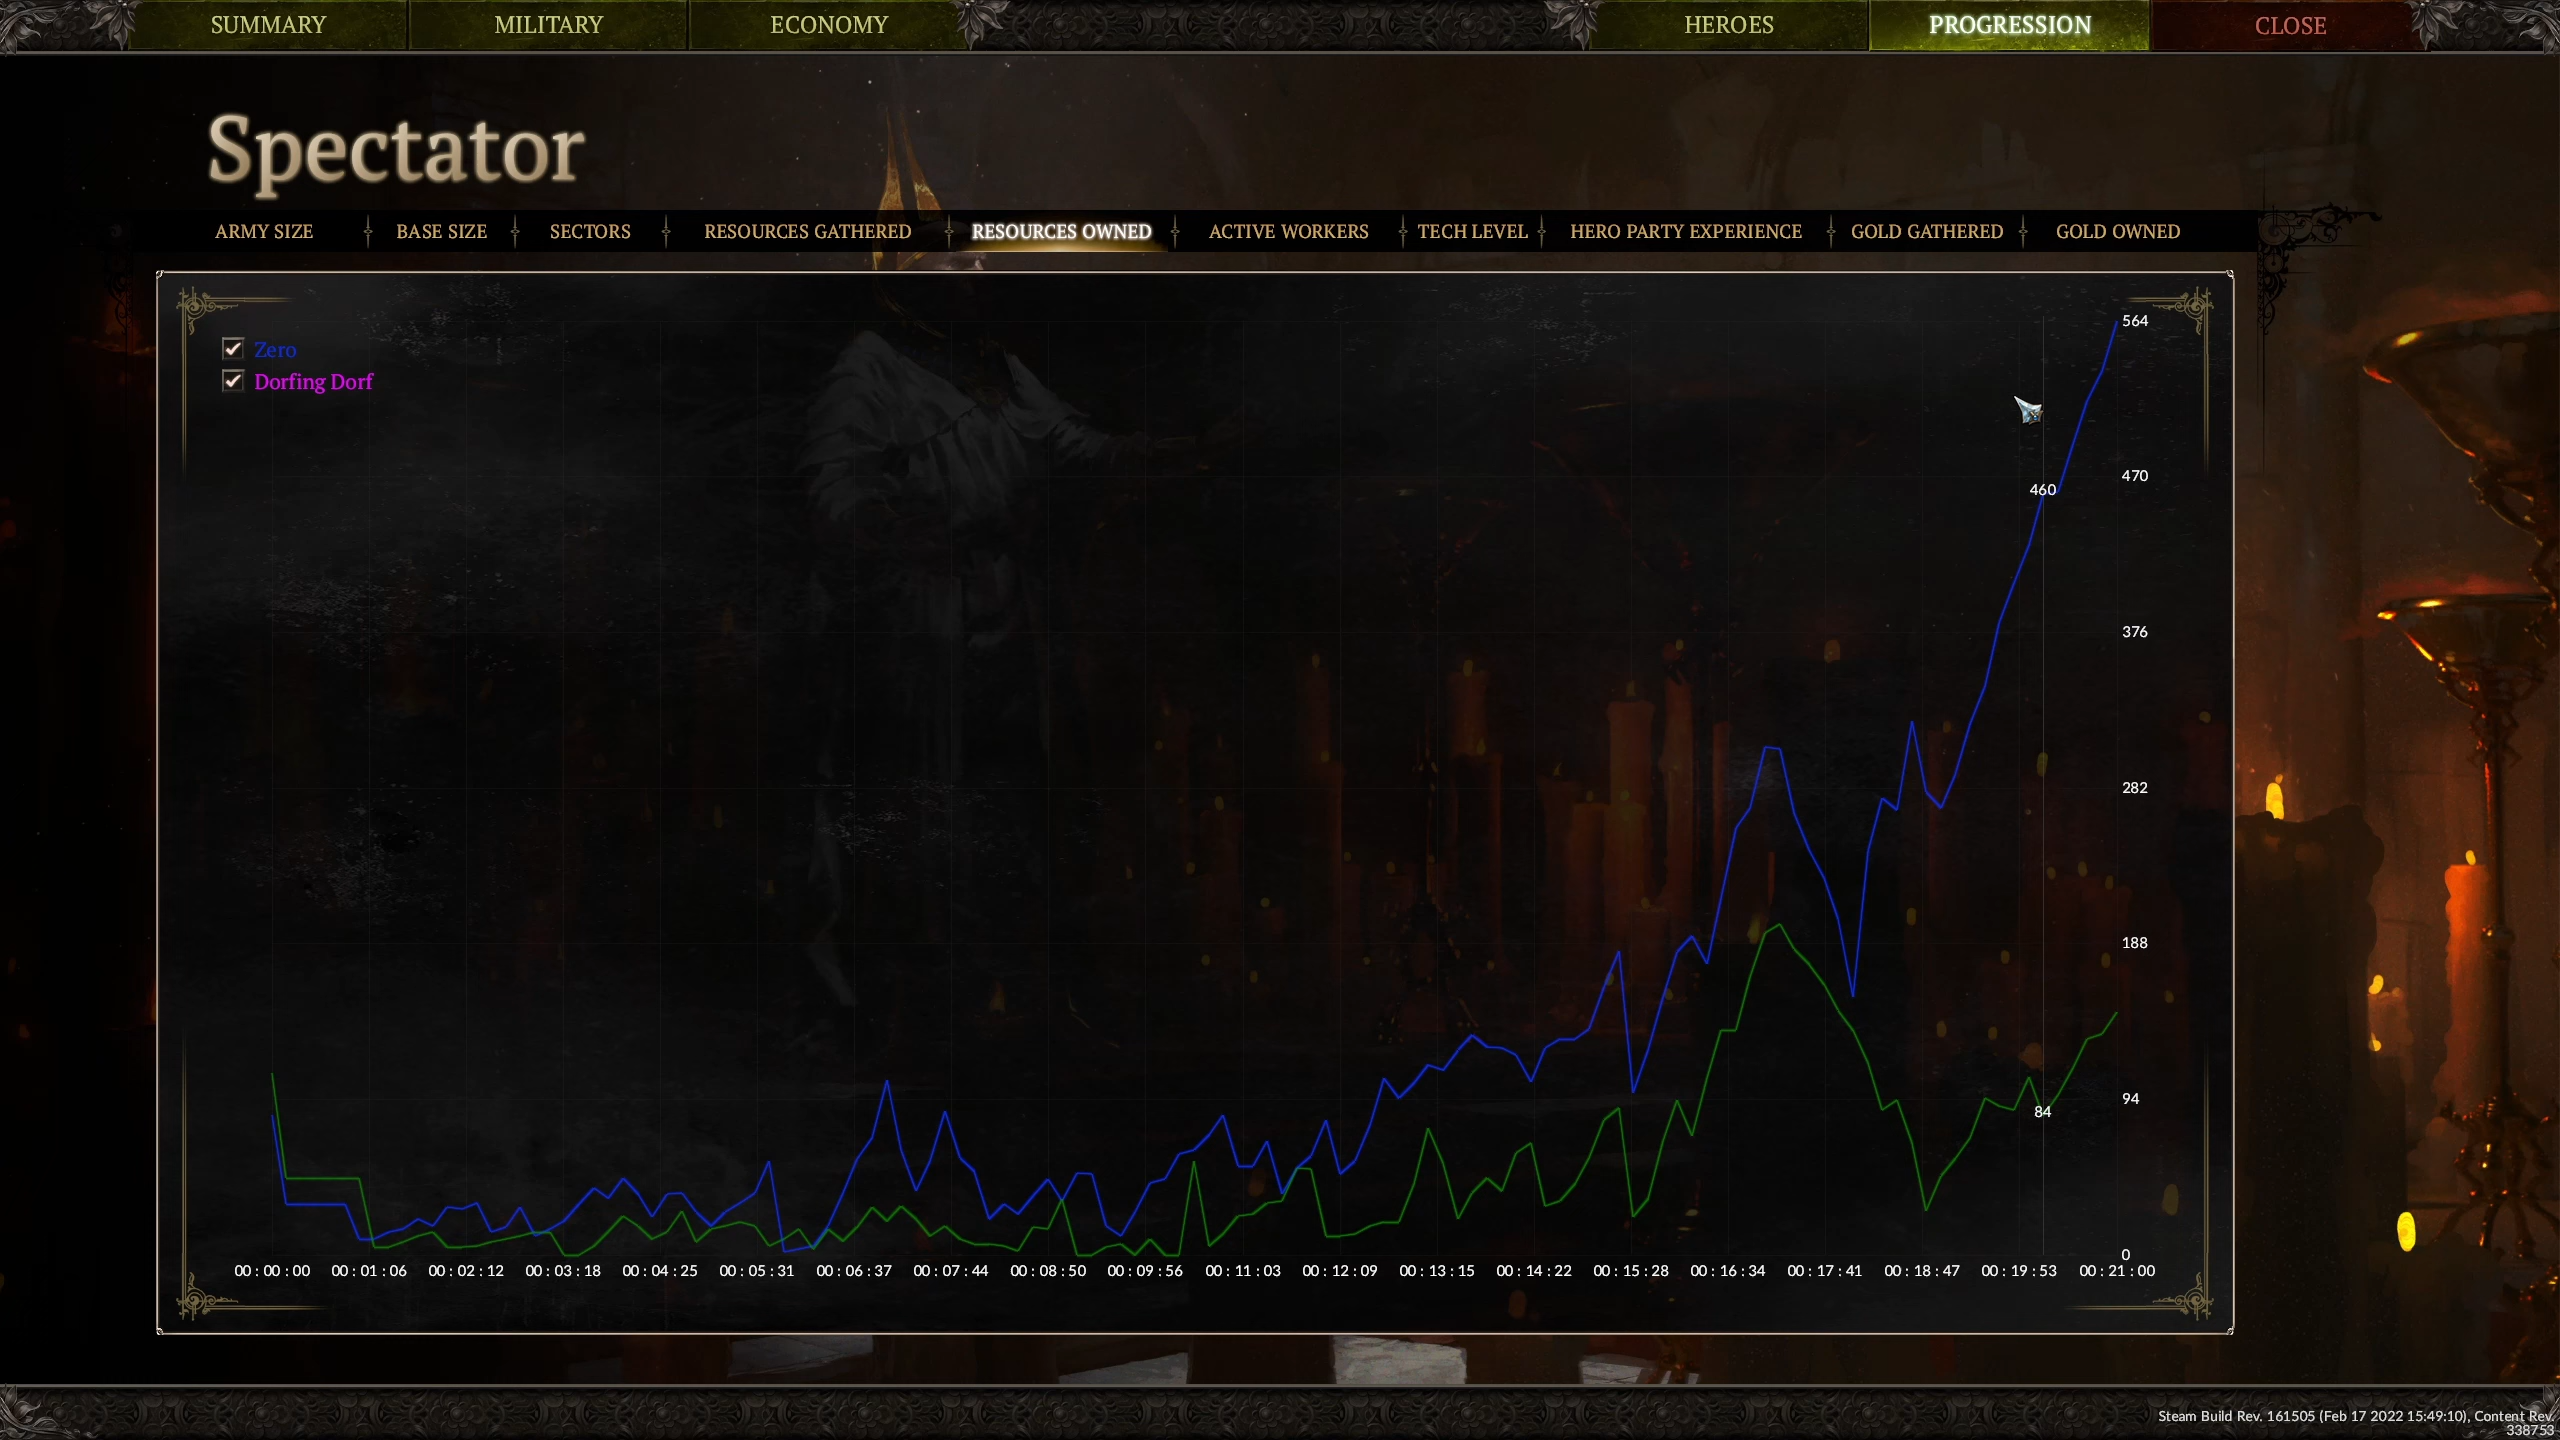 SUMMARY MILITARY ECONOMY HEROES PROGRESSION CLOSE
Spectator
ARMY SIZE BASE SIZE SECTORS RESOURCES GATHERED RESOURCES OWNED ACTIVE WORKERS TECH LEVEL HERO PARTY EXPERIENCE GOLD GATHERED GOLD OWNED
Zero
Dorfing Dorf
564
470
460
376
282
188
94
84
0
00 : 00 : 00 00 : 01 : 06 00 : 02 : 12 00 : 03 : 18 00 : 04 : 25 00 : 05 : 31 00 : 06 : 37 00 : 07 : 44 00 : 08 : 50 00 : 09 : 56 00 : 11 : 03 00 : 12 : 09 00 : 13 : 15 00 : 14 : 22 00 : 15 : 28 00 : 16 : 34 00 : 17 : 41 00 : 18 : 47 00 : 19 : 53 00 : 21 : 00
Steam Build Rev. 161505 (Feb 17 2022 15:49:10), Content Rev.
338753